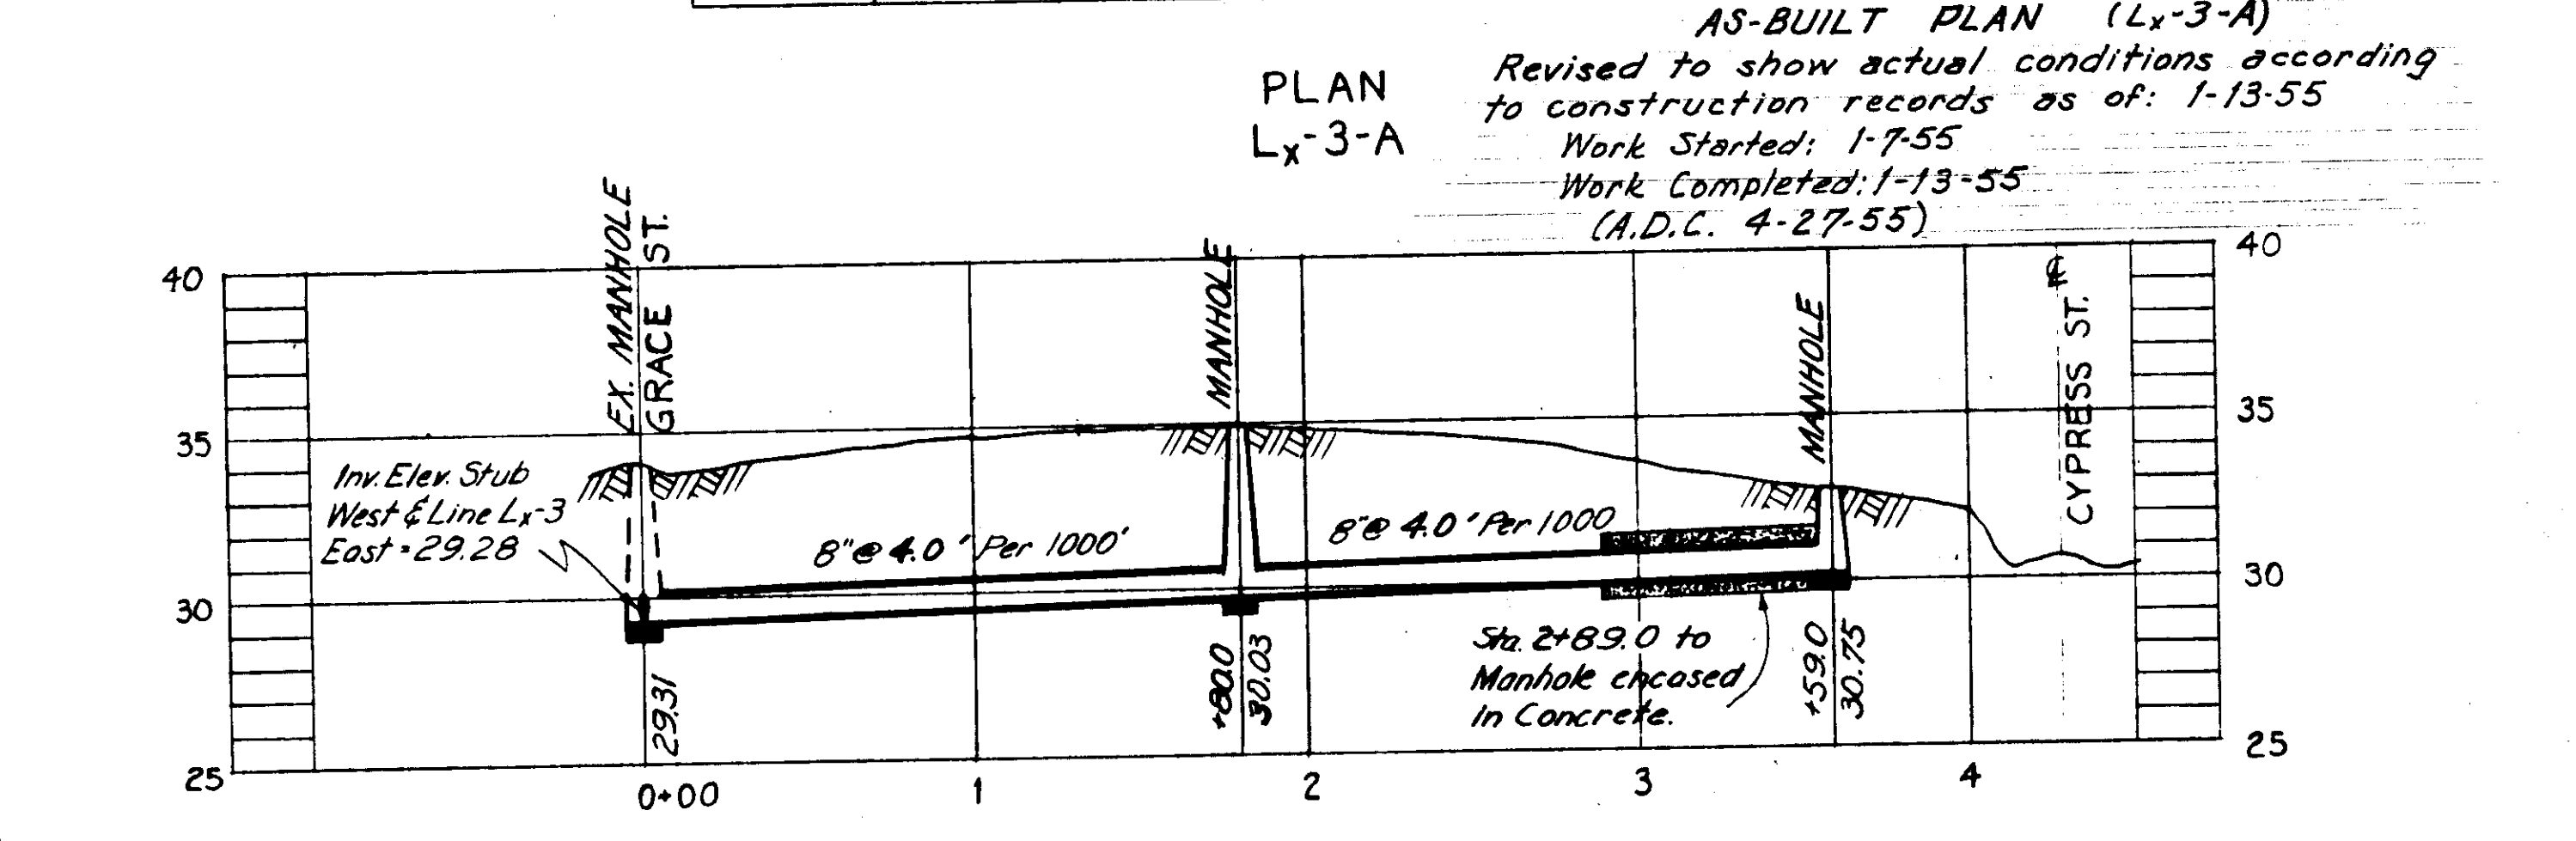 AS-BUILT PLAN (Lx-3-A)
Revised to show actual conditions according
to construction records as of: 1-13-55
Work Started: 1-7-55
Work Completed: 1-13-55
(A.D.C. 4-27-55)
PLAN
Lx-3-A
EX. MANHOLE
GRACE ST.
MANHOLE
MANHOLE
℄
CYPRESS ST.
40
35
30
25
40
35
30
25
Inv. Elev. Stub
West & Line Lx-3
East = 29.28
8"@ 4.0' Per 1000'
8"@ 4.0' Per 1000
Sta. 2+89.0 to
Manhole encased
in Concrete.
29.31
+80.0
30.03
+59.0
30.75
0+00
1
2
3
4